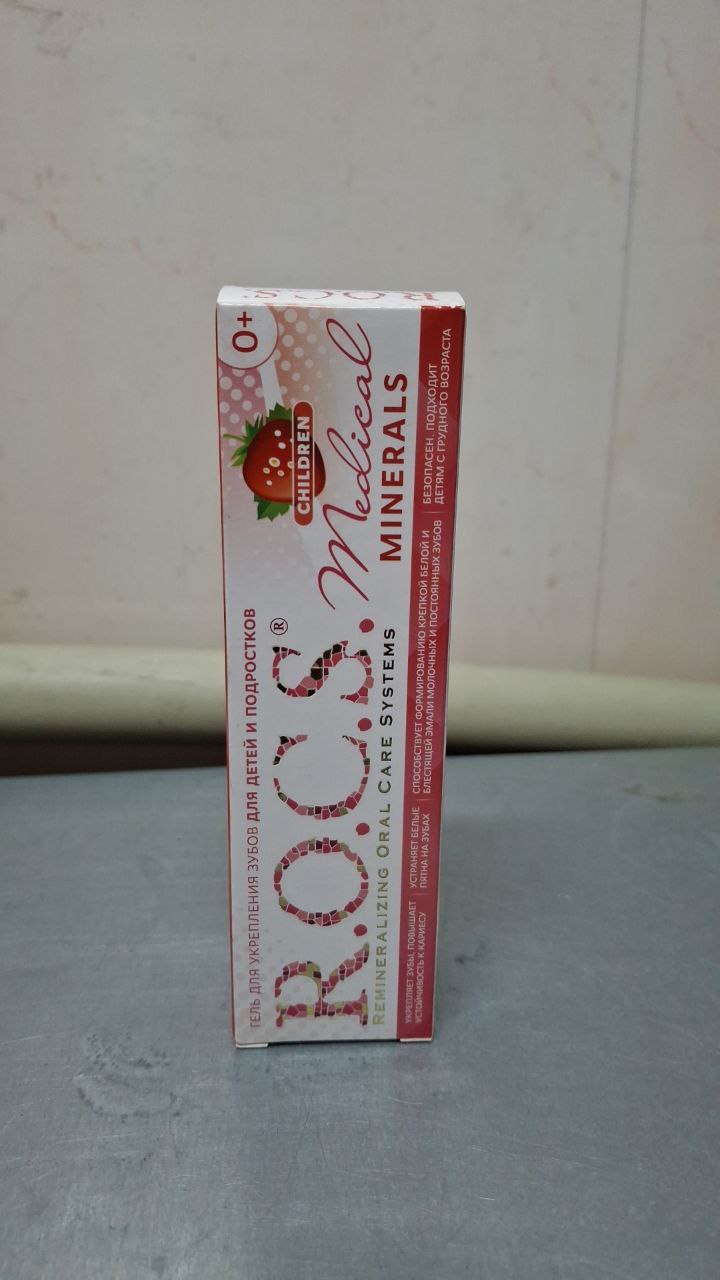 ГЕЛЬ ДЛЯ УКРЕПЛЕНИЯ ЗУБОВ ДЛЯ ДЕТЕЙ И ПОДРОСТКОВ
0+
R.O.C.S.®
CHILDREN
Medical
MINERALS
REMINERALIZING ORAL CARE SYSTEMS
УКРЕПЛЯЕТ ЗУБЫ, ПОВЫШАЕТ
УСТОЙЧИВОСТЬ К КАРИЕСУ
УСТРАНЯЕТ БЕЛЫЕ
ПЯТНА НА ЗУБАХ
СПОСОБСТВУЕТ ФОРМИРОВАНИЮ КРЕПКОЙ БЕЛОЙ И
БЛЕСТЯЩЕЙ ЭМАЛИ МОЛОЧНЫХ И ПОСТОЯННЫХ ЗУБОВ
БЕЗОПАСЕН. ПОДХОДИТ
ДЕТЯМ С ГРУДНОГО ВОЗРАСТА